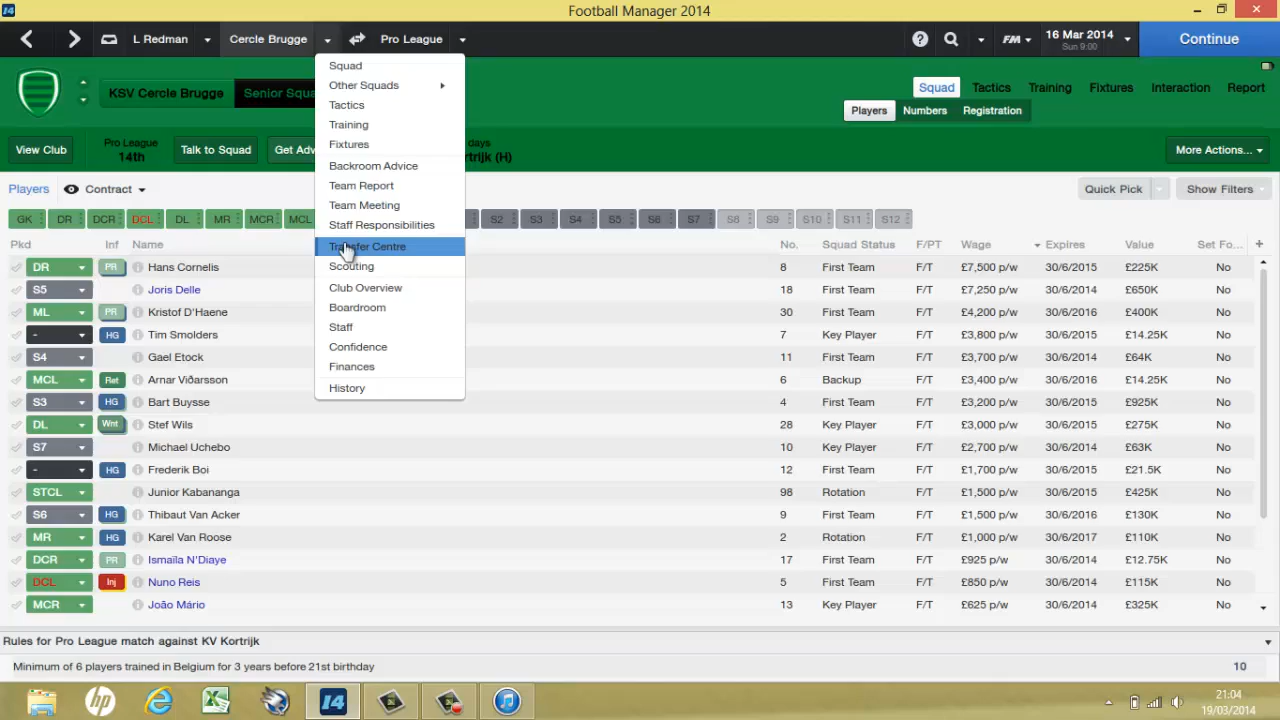 Football Manager 2014
L Redman
Cercle Brugge
Pro League
FM
16 Mar 2014
Sun 9:00
Continue
KSV Cercle Brugge
Senior Squa
Squad
Tactics
Training
Fixtures
Interaction
Report
Players
Numbers
Registration
View Club
Pro League
14th
Talk to Squad
Get Adv
days
rtrijk (H)
More Actions...
Squad
Other Squads
Tactics
Training
Fixtures
Backroom Advice
Team Report
Team Meeting
Staff Responsibilities
Transfer Centre
Scouting
Club Overview
Boardroom
Staff
Confidence
Finances
History
Players
Contract
Quick Pick
Show Filters
GK DR DCR DCL DL MR MCR MCL S2 S3 S4 S5 S6 S7 S8 S9 S10 S11 S12
Pkd Inf Name No. Squad Status F/PT Wage Expires Value Set Fo...
DR PR Hans Cornelis 8 First Team F/T £7,500 p/w 30/6/2015 £225K No
S5 Joris Delle 18 First Team F/T £7,250 p/w 30/6/2014 £650K No
ML PR Kristof D'Haene 30 First Team F/T £4,200 p/w 30/6/2016 £400K No
- HG Tim Smolders 7 Key Player F/T £3,800 p/w 30/6/2015 £14.25K No
S4 Gael Etock 11 First Team F/T £3,700 p/w 30/6/2014 £64K No
MCL Ret Arnar Viðarsson 6 Backup F/T £3,400 p/w 30/6/2016 £14.25K No
S3 HG Bart Buysse 4 First Team F/T £3,200 p/w 30/6/2015 £925K No
DL Wnt Stef Wils 28 Key Player F/T £3,000 p/w 30/6/2015 £275K No
S7 Michael Uchebo 10 Key Player F/T £2,700 p/w 30/6/2014 £63K No
- HG Frederik Boi 12 First Team F/T £1,700 p/w 30/6/2015 £21.5K No
STCL Junior Kabananga 98 Rotation F/T £1,500 p/w 30/6/2015 £425K No
S6 HG Thibaut Van Acker 9 First Team F/T £1,500 p/w 30/6/2016 £130K No
MR HG Karel Van Roose 2 Rotation F/T £1,000 p/w 30/6/2017 £110K No
DCR PR Ismaïla N'Diaye 17 First Team F/T £925 p/w 30/6/2014 £12.75K No
DCL Inj Nuno Reis 5 First Team F/T £850 p/w 30/6/2014 £115K No
MCR João Mário 13 Key Player F/T £625 p/w 30/6/2014 £325K No
Rules for Pro League match against KV Kortrijk
Minimum of 6 players trained in Belgium for 3 years before 21st birthday 10
21:04
19/03/2014